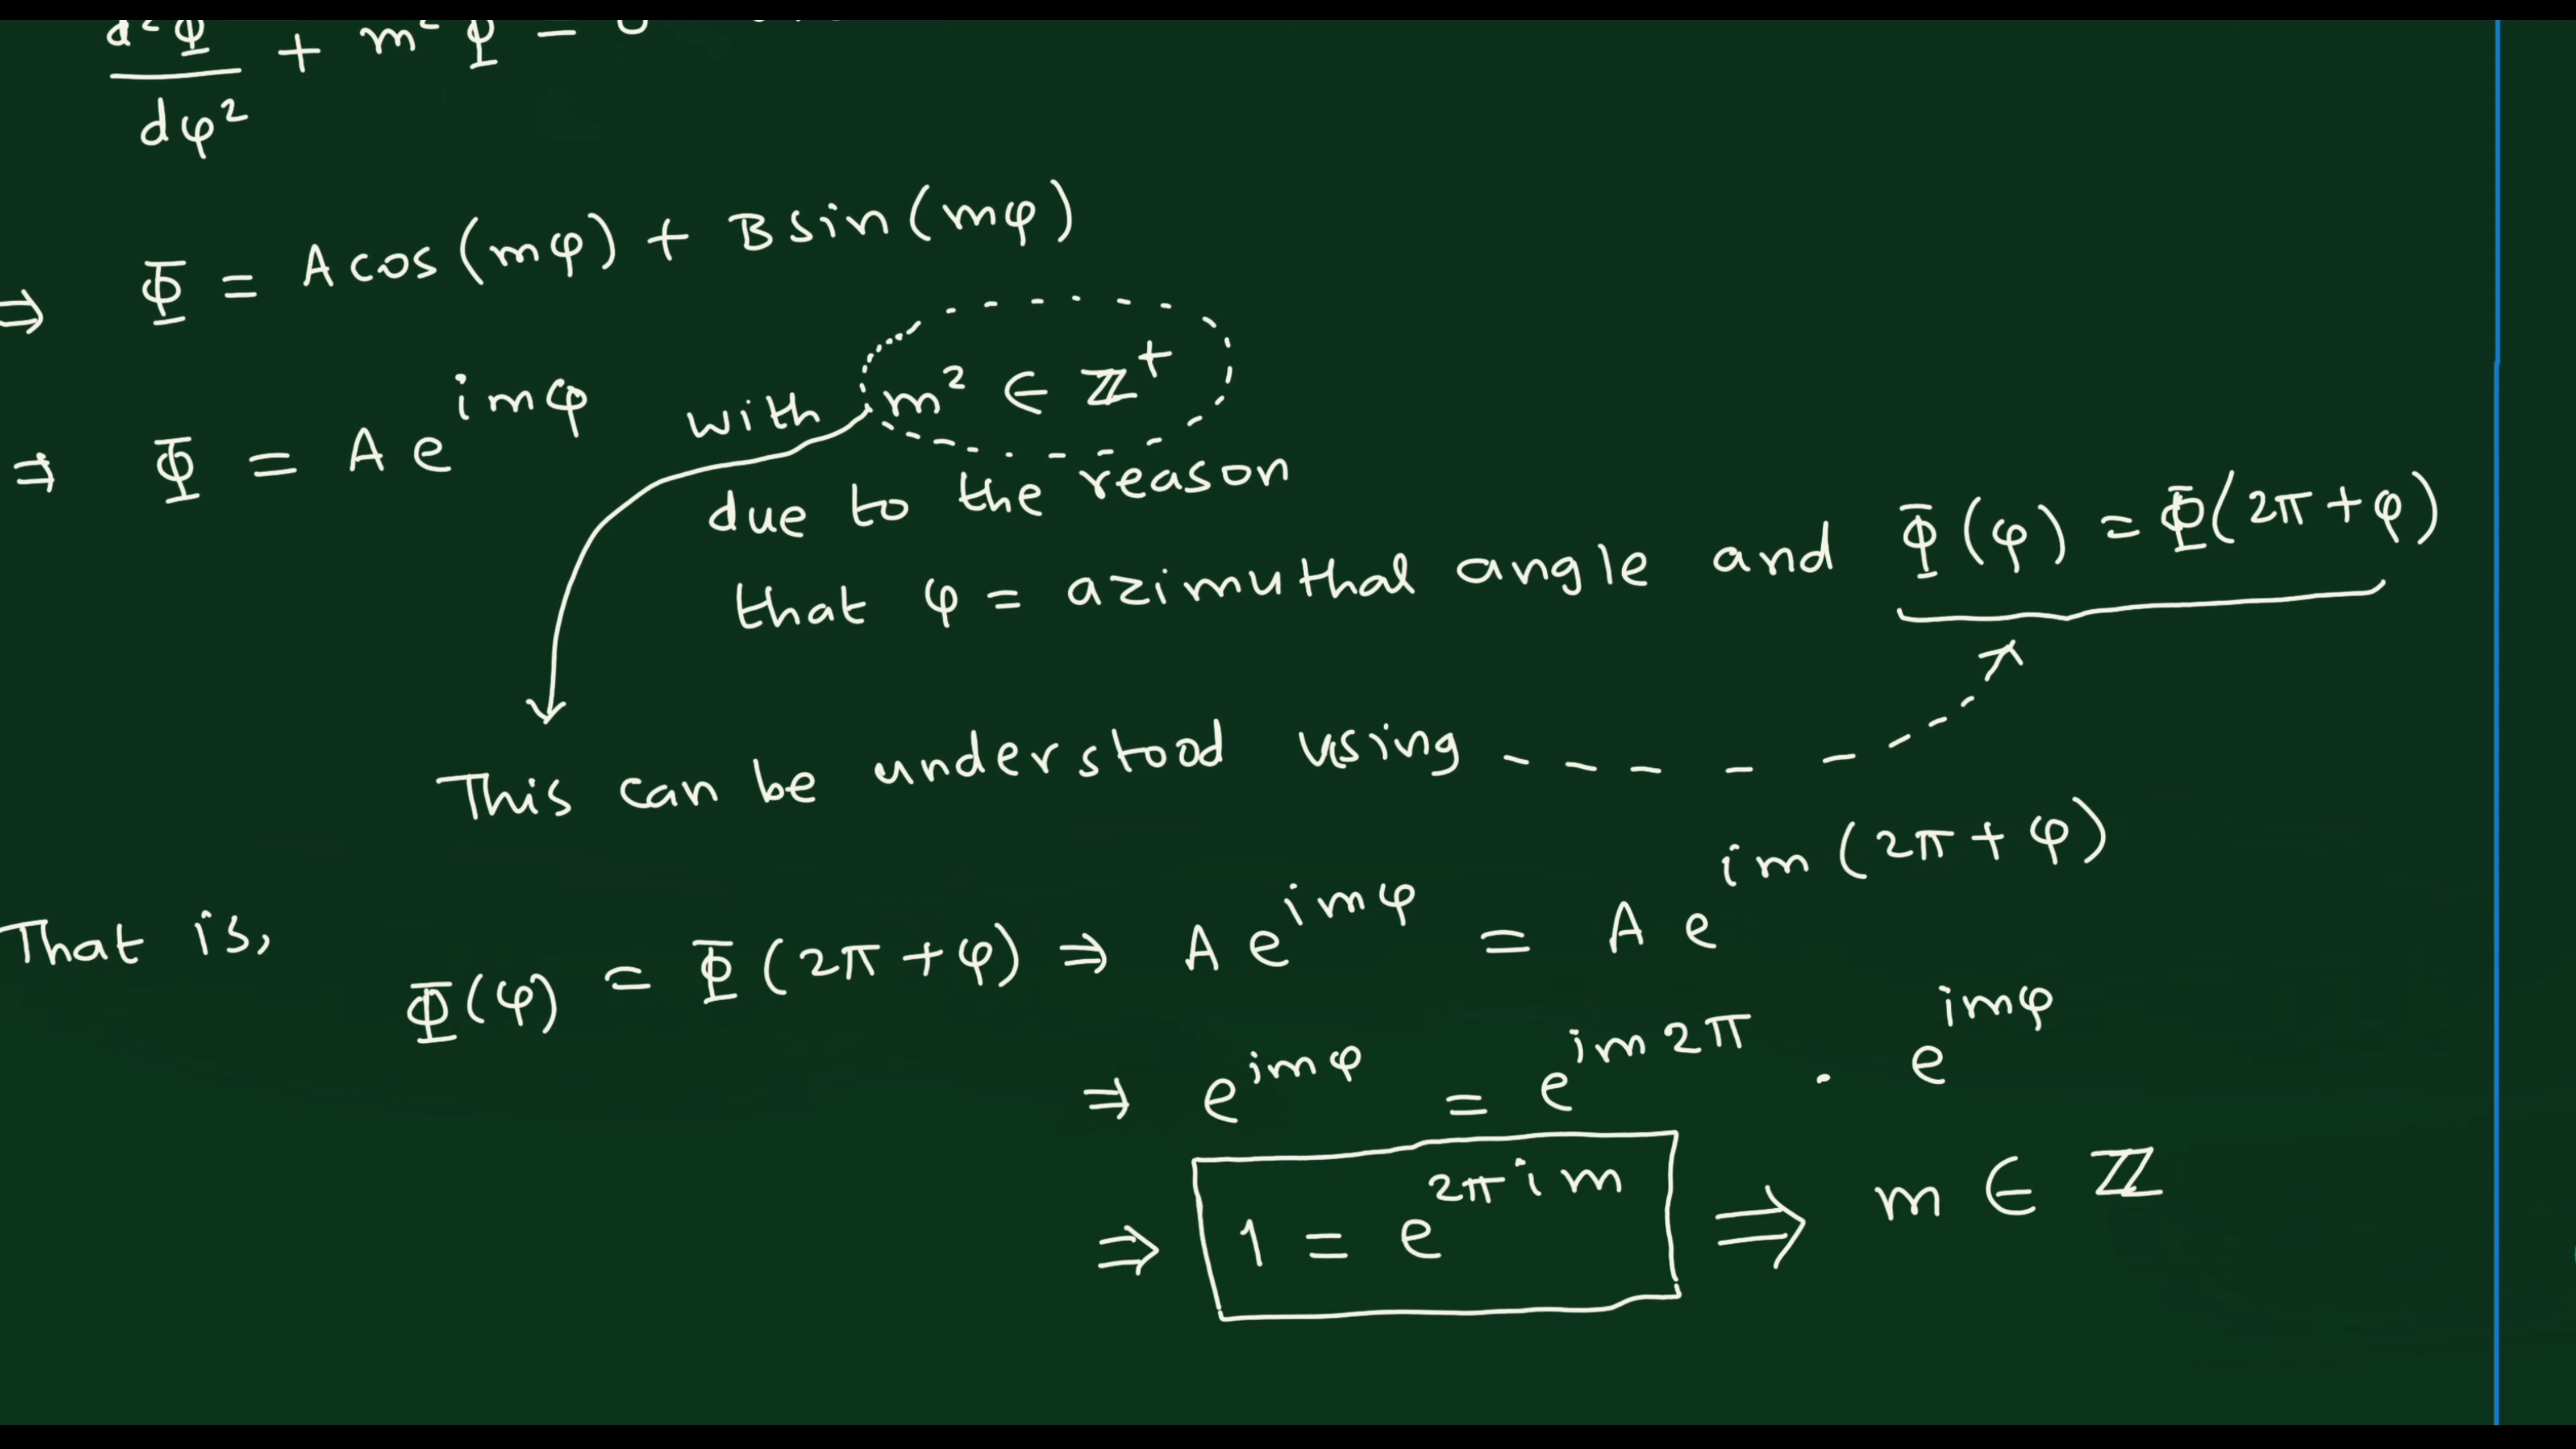 d²Φ/dφ² + m²Φ = 0
⇒ Φ = A cos(mφ) + B sin(mφ)
⇒ Φ = A e^{imφ} with m² ∈ ℤ⁺
due to the reason
that φ = azimuthal angle and Φ(φ) = Φ(2π+φ)
This can be understood using
That is,
Φ(φ) = Φ(2π+φ) ⇒ A e^{imφ} = A e^{im(2π+φ)}
⇒ e^{imφ} = e^{im2π} · e^{imφ}
⇒ 1 = e^{2πim} ⇒ m ∈ ℤ